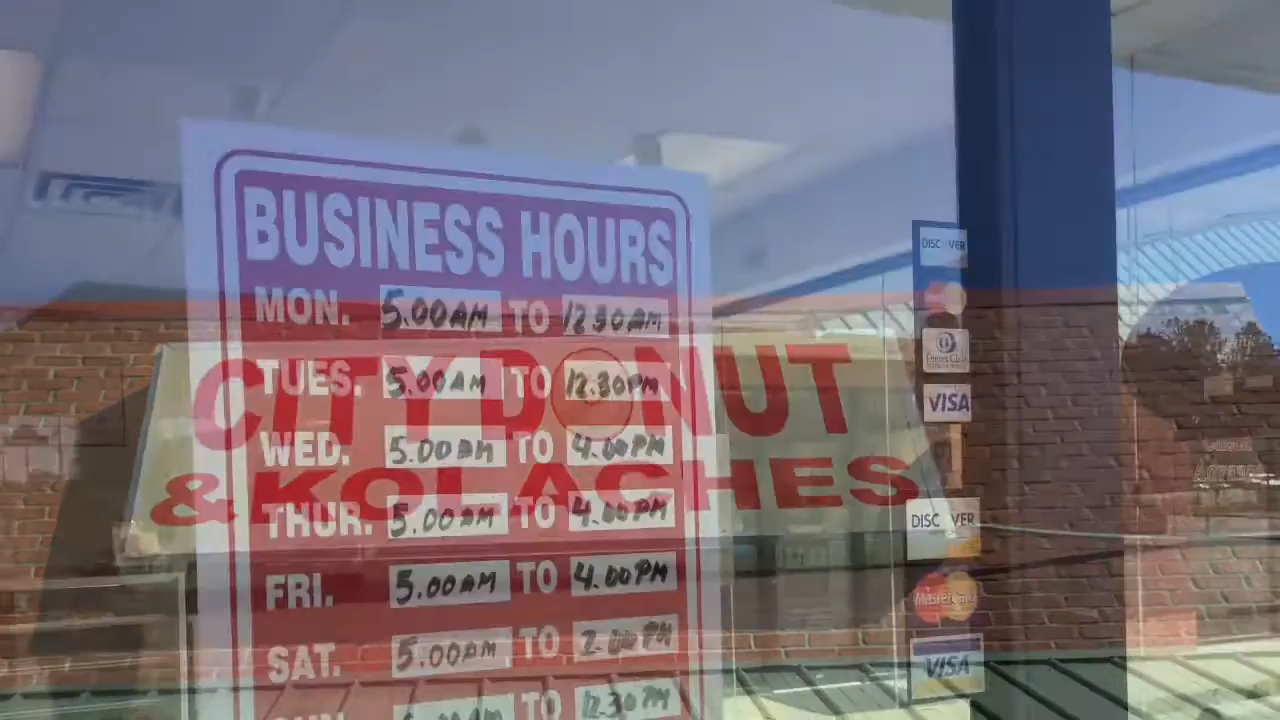 BUSINESS HOURS
MON. 5.00AM TO 12 30AM
TUES. 5.00AM TO 12.30PM
WED. 5.00AM TO 4.00PM
THUR. 5.00AM TO 4.00PM
FRI. 5.00AM TO 4.00PM
SAT. 5.00AM TO 2.00PM
SUN. TO 12.30PM
CITY DONUT
& KOLACHES
DISCOVER
VISA
DISCOVER
MasterCard
VISA